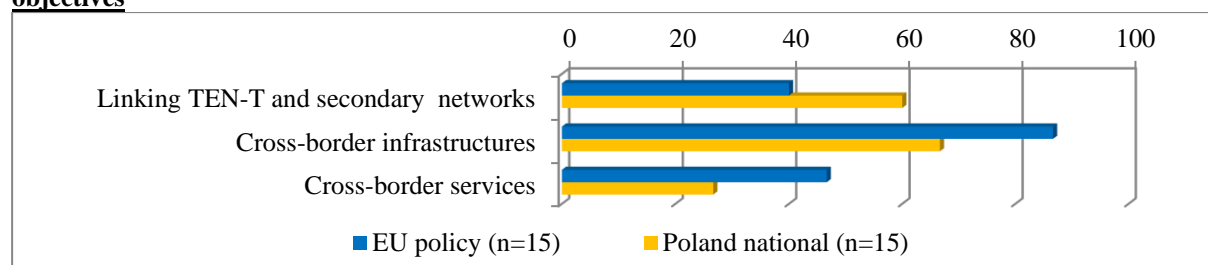 objectives
0 20 40 60 80 100
Linking TEN-T and secondary networks
Cross-border infrastructures
Cross-border services
EU policy (n=15) Poland national (n=15)